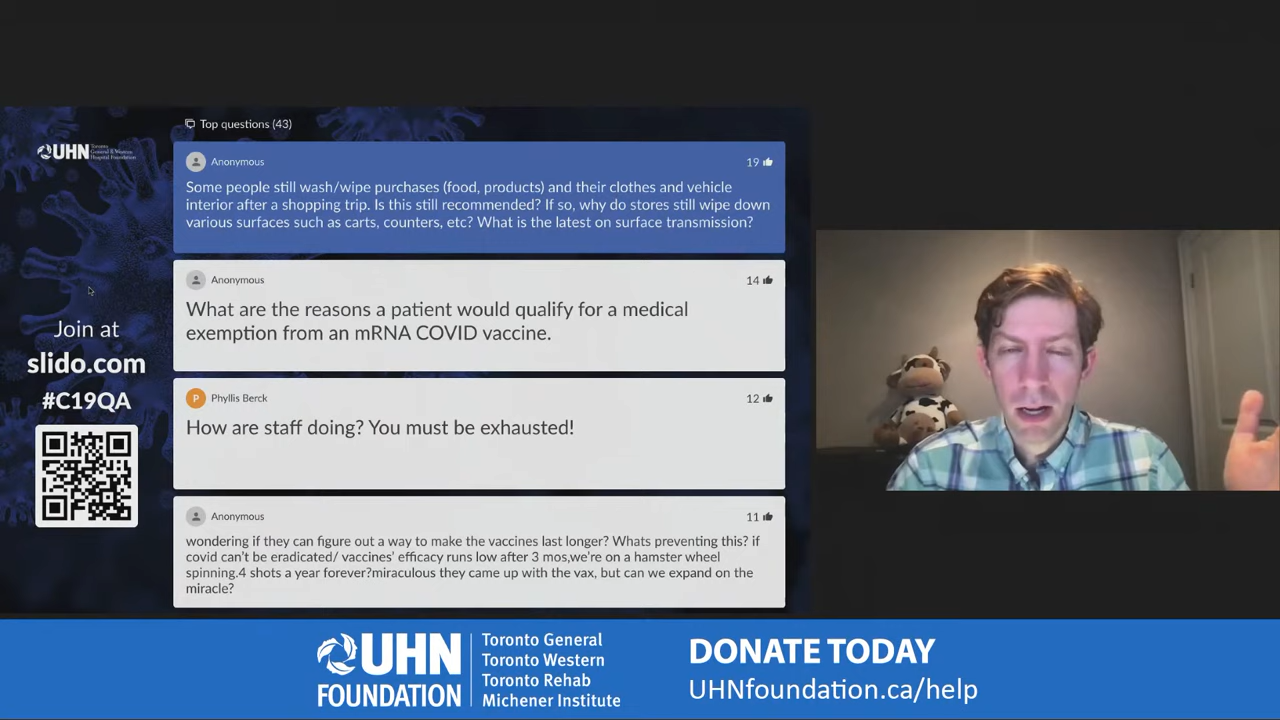 Top questions (43)
UHN Toronto
General & Western
Hospital Foundation
Anonymous
19
Some people still wash/wipe purchases (food, products) and their clothes and vehicle
interior after a shopping trip. Is this still recommended? If so, why do stores still wipe down
various surfaces such as carts, counters, etc? What is the latest on surface transmission?
Anonymous
14
What are the reasons a patient would qualify for a medical
exemption from an mRNA COVID vaccine.
Join at
slido.com
#C19QA
P
Phyllis Berck
12
How are staff doing? You must be exhausted!
Anonymous
11
wondering if they can figure out a way to make the vaccines last longer? Whats preventing this? if
covid can't be eradicated/ vaccines' efficacy runs low after 3 mos,we're on a hamster wheel
spinning.4 shots a year forever?miraculous they came up with the vax, but can we expand on the
miracle?
UHN
FOUNDATION
Toronto General
Toronto Western
Toronto Rehab
Michener Institute
DONATE TODAY
UHNfoundation.ca/help